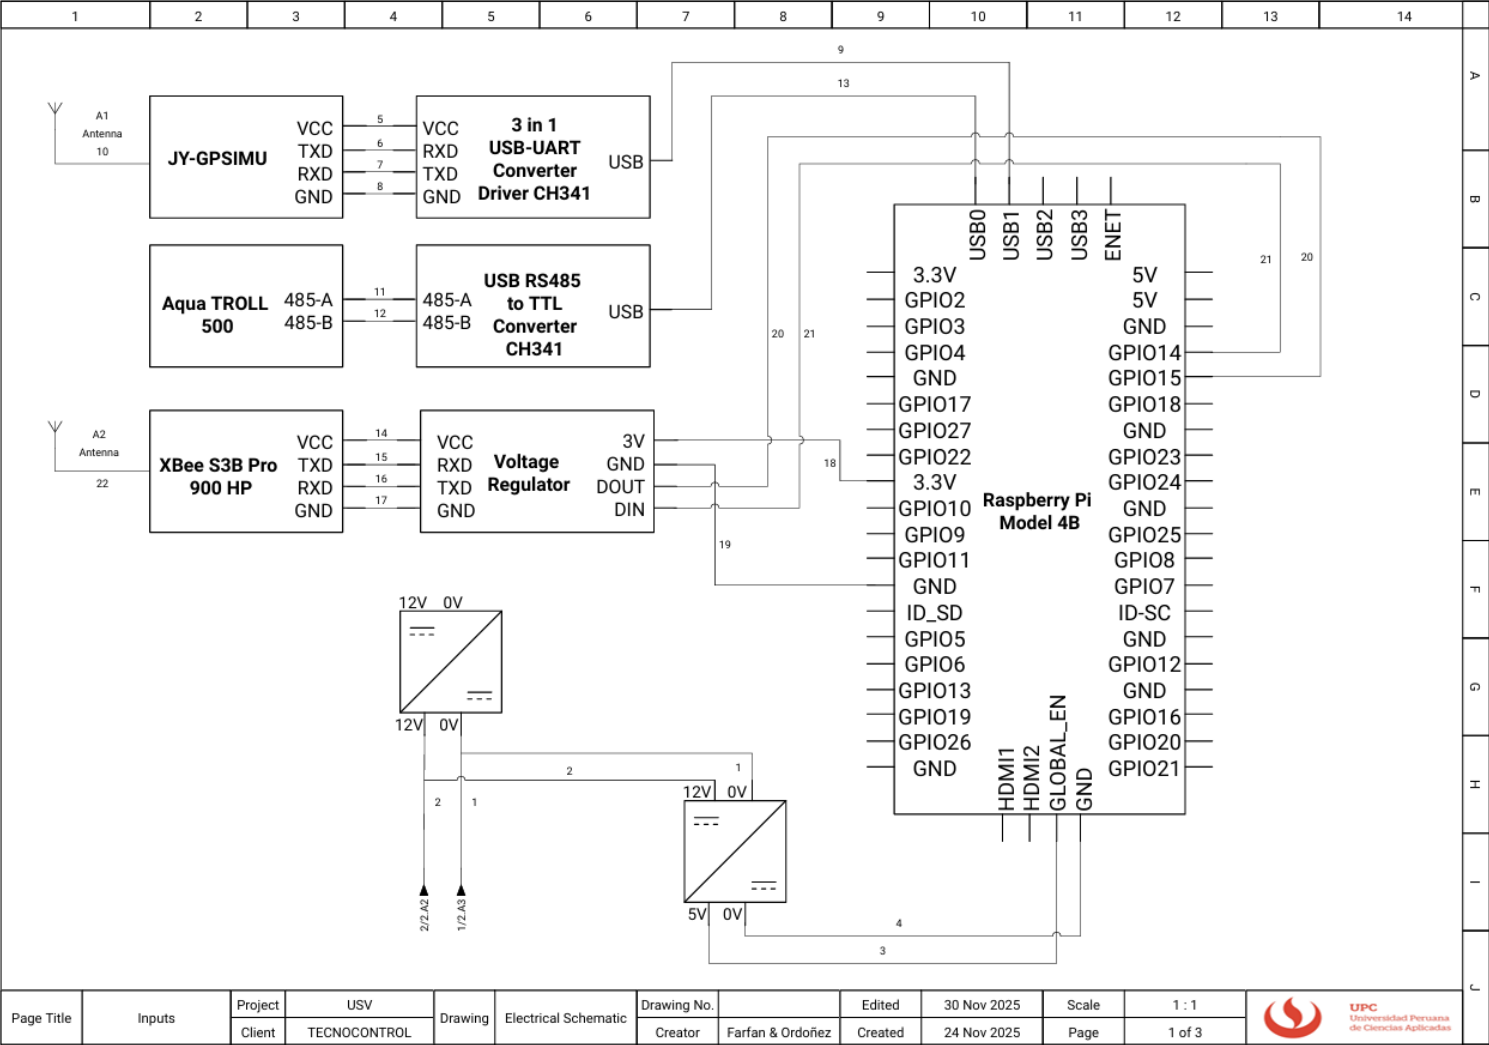 1 2 3 4 5 6 7 8 9 10 11 12 13 14
A
B
C
D
E
F
G
H
I
J
9
13
A1
Antenna
10
JY-GPSIMU
VCC
TXD
RXD
GND
5
6
7
8
VCC
RXD
TXD
GND
3 in 1
USB-UART
Converter
Driver CH341
USB
Aqua TROLL
500
485-A
485-B
11
12
485-A
485-B
USB RS485
to TTL
Converter
CH341
USB
A2
Antenna
22
XBee S3B Pro
900 HP
VCC
TXD
RXD
GND
14
15
16
17
VCC
RXD
TXD
GND
Voltage
Regulator
3V
GND
DOUT
DIN
20
21
18
19
21
20
USB0
USB1
USB2
USB3
ENET
3.3V
GPIO2
GPIO3
GPIO4
GND
GPIO17
GPIO27
GPIO22
3.3V
GPIO10
GPIO9
GPIO11
GND
ID_SD
GPIO5
GPIO6
GPIO13
GPIO19
GPIO26
GND
Raspberry Pi
Model 4B
5V
5V
GND
GPIO14
GPIO15
GPIO18
GND
GPIO23
GPIO24
GND
GPIO25
GPIO8
GPIO7
ID-SC
GND
GPIO12
GND
GPIO16
GPIO20
GPIO21
HDMI1
HDMI2
GLOBAL_EN
GND
12V 0V
12V 0V
2
1
2
1
2/2.A2
1/2.A3
12V 0V
5V 0V
4
3
Page Title
Inputs
Project
USV
Client
TECNOCONTROL
Drawing
Electrical Schematic
Drawing No.
Creator
Farfan & Ordoñez
Edited
30 Nov 2025
Created
24 Nov 2025
Scale
1 : 1
Page
1 of 3
UPC
Universidad Peruana
de Ciencias Aplicadas